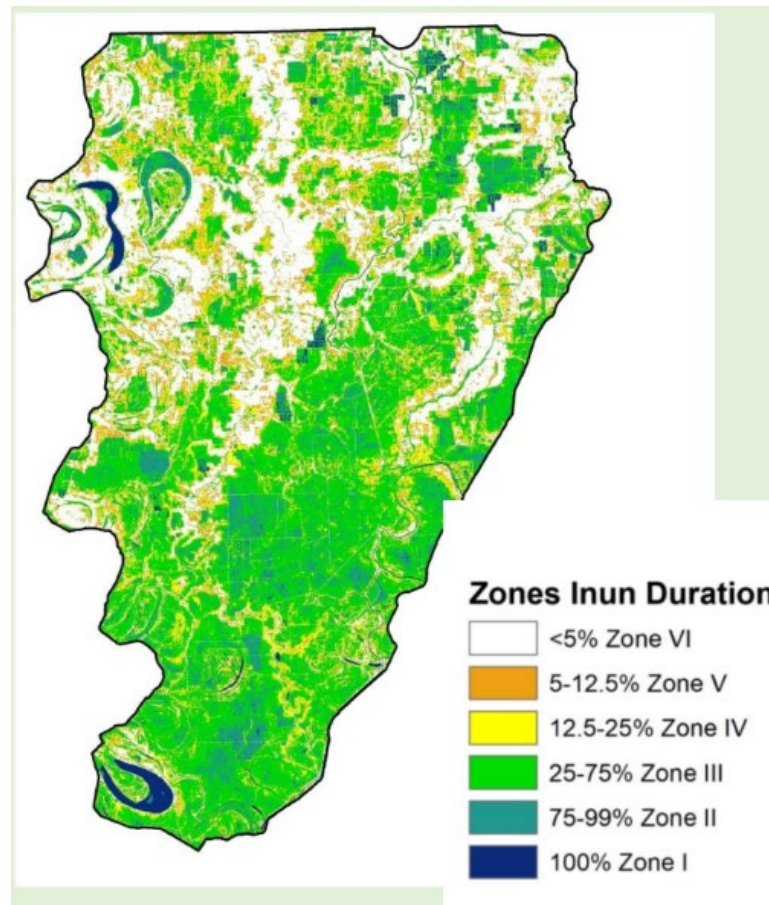 Zones Inun Duration
<5% Zone VI
5-12.5% Zone V
12.5-25% Zone IV
25-75% Zone III
75-99% Zone II
100% Zone I